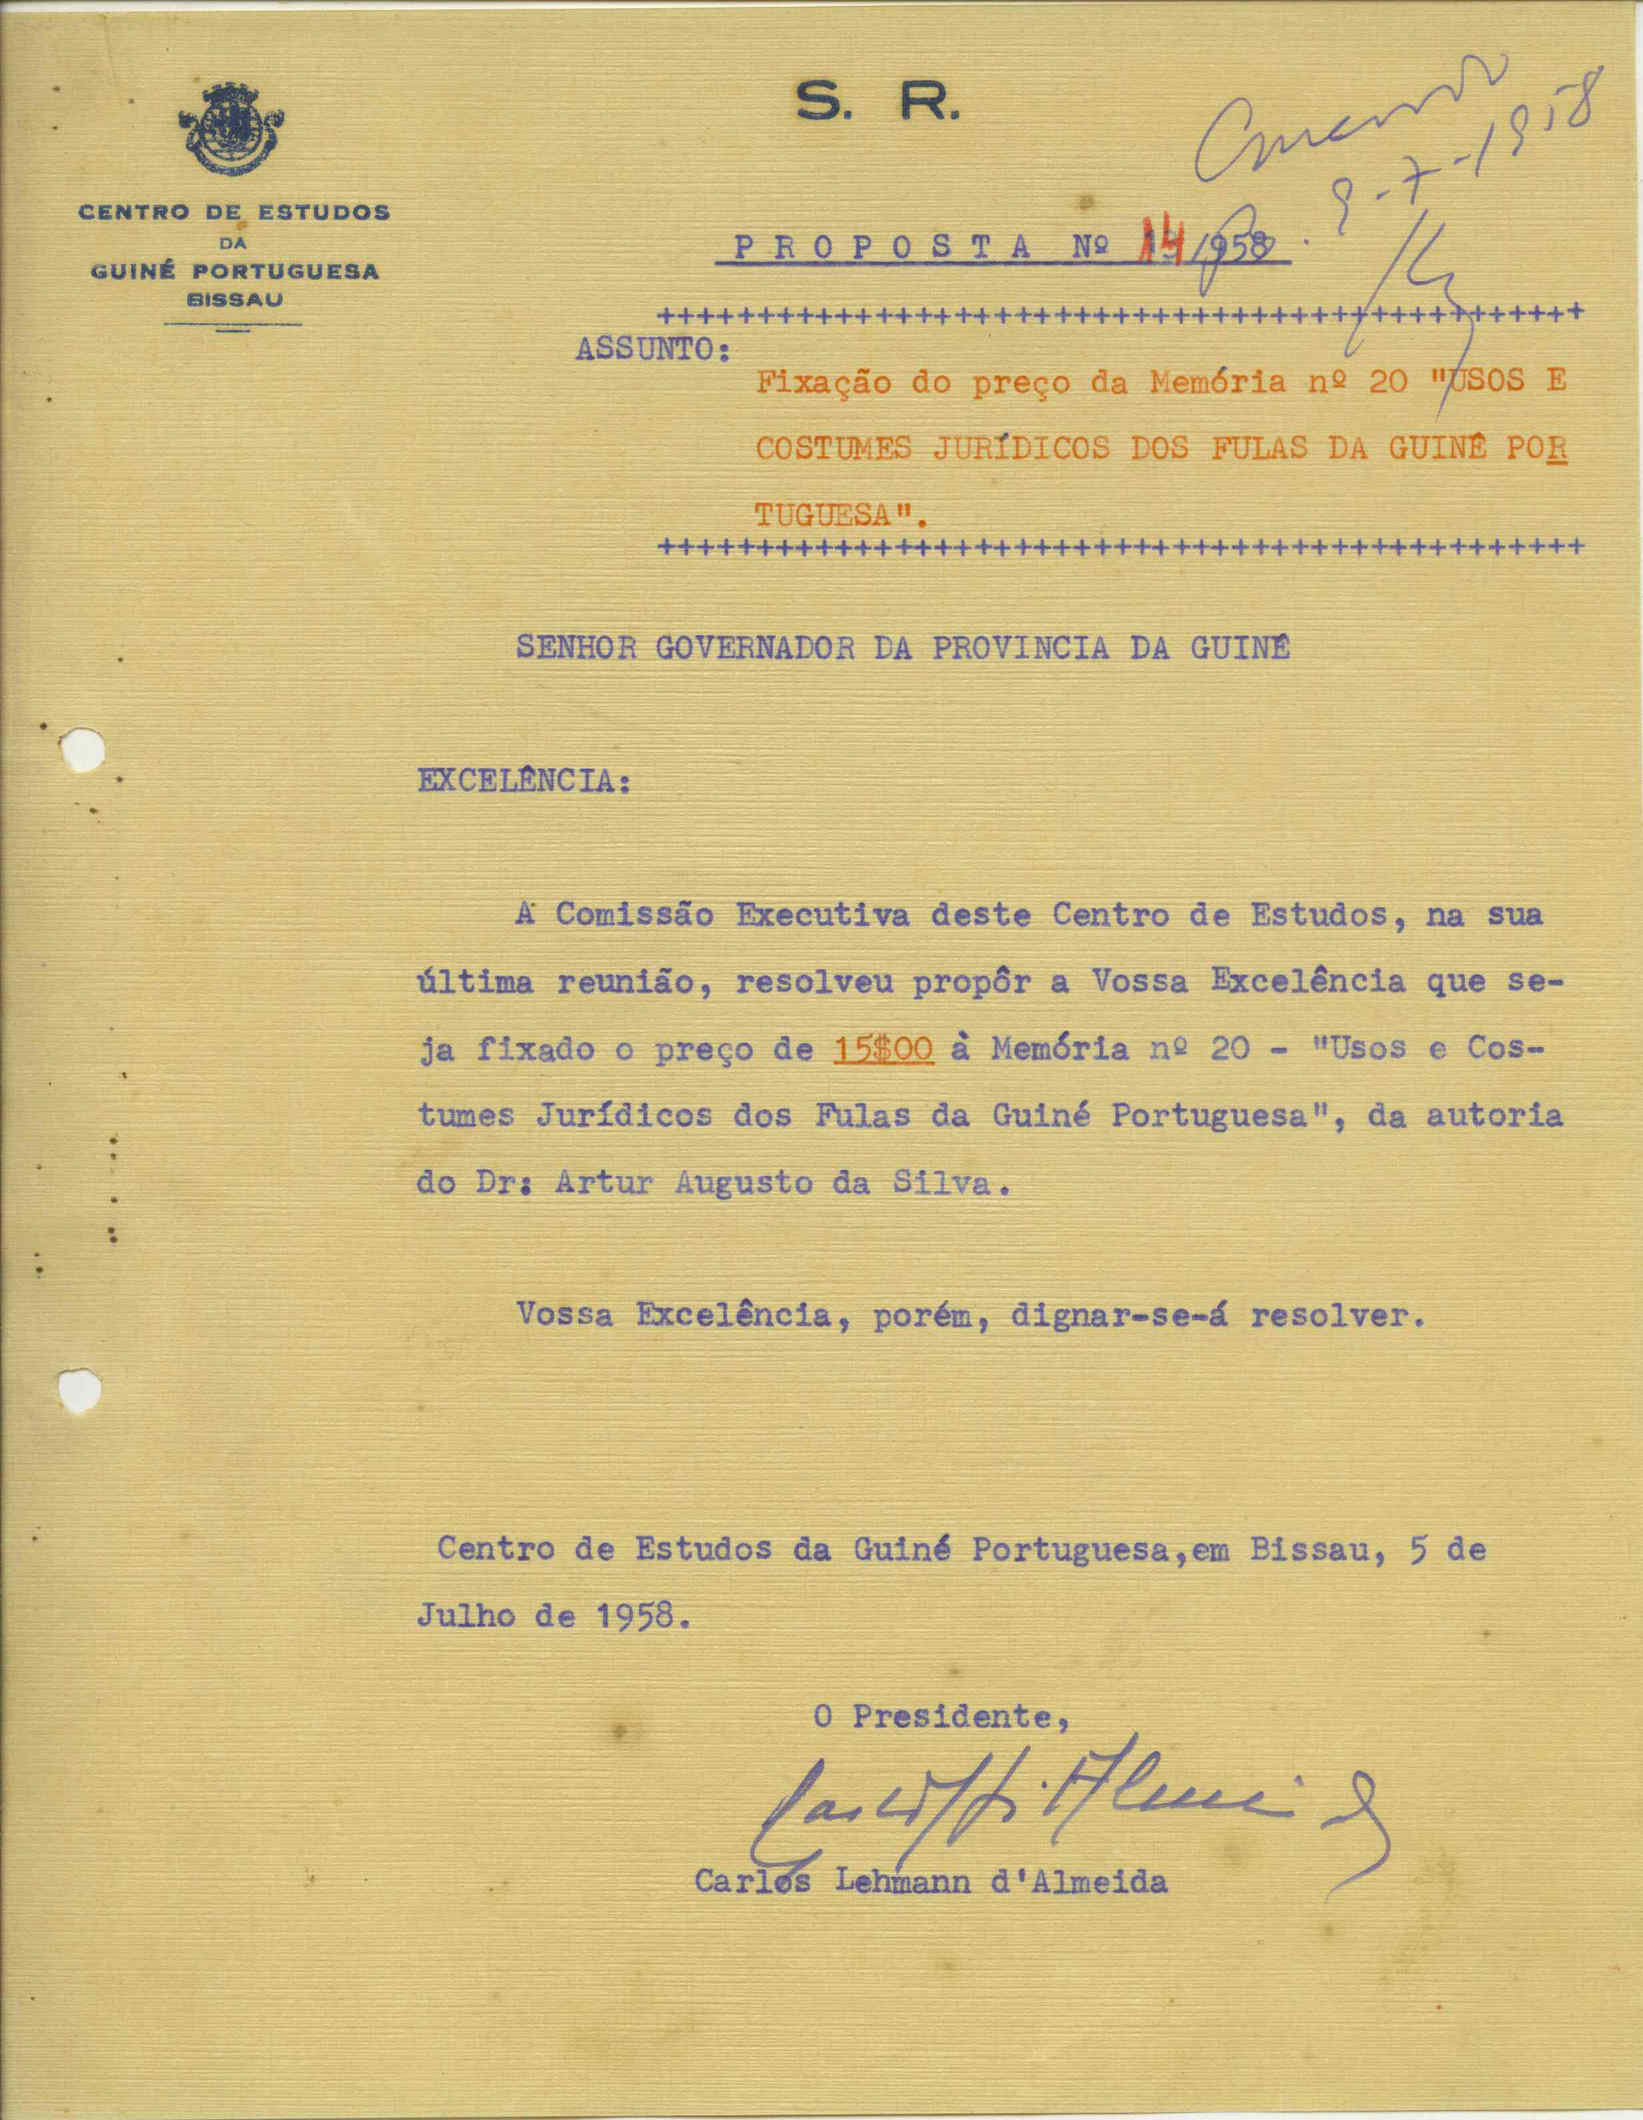 S. R.
CENTRO DE ESTUDOS
DA
GUINÉ PORTUGUESA
BISSAU
9-7-1958
PROPOSTA Nº 14/958
+++++++++++++++++++++++++++++++++++++++++++++++
ASSUNTO:
Fixação do preço da Memória nº 20 "USOS E
COSTUMES JURÍDICOS DOS FULAS DA GUINÉ POR
TUGUESA".
+++++++++++++++++++++++++++++++++++++++++++++++
SENHOR GOVERNADOR DA PROVINCIA DA GUINÉ
EXCELÊNCIA:
A Comissão Executiva deste Centro de Estudos, na sua
última reunião, resolveu propôr a Vossa Excelência que se-
ja fixado o preço de 15$00 à Memória nº 20 - "Usos e Cos-
tumes Jurídicos dos Fulas da Guiné Portuguesa", da autoria
do Dr: Artur Augusto da Silva.
Vossa Excelência, porém, dignar-se-á resolver.
Centro de Estudos da Guiné Portuguesa,em Bissau, 5 de
Julho de 1958.
O Presidente,
Carlos Lehmann d'Almeida